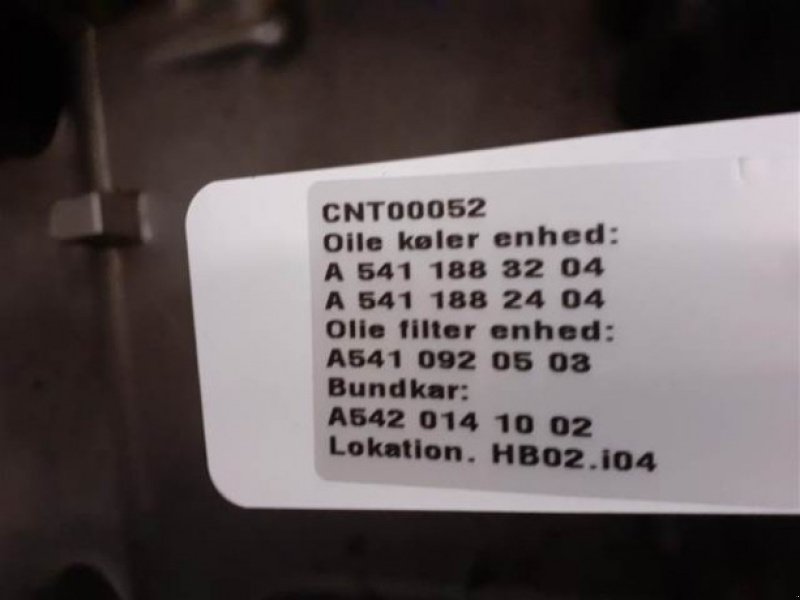 CNT00052
Oile køler enhed:
A 541 188 32 04
A 541 188 24 04
Olie filter enhed:
A541 092 05 03
Bundkar:
A542 014 10 02
Lokation. HB02.i04